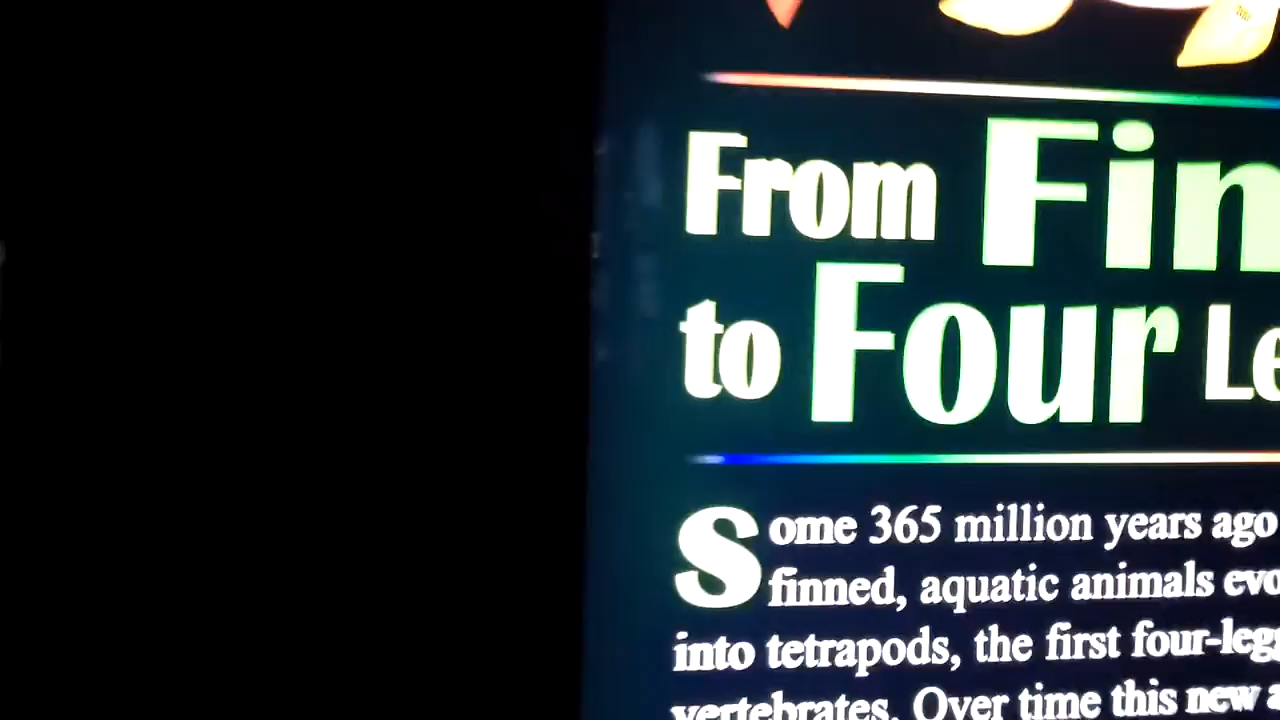 From Fin
to Four Le
Some 365 million years ago
finned, aquatic animals evo
into tetrapods, the first four-leg
vertebrates. Over time this new a